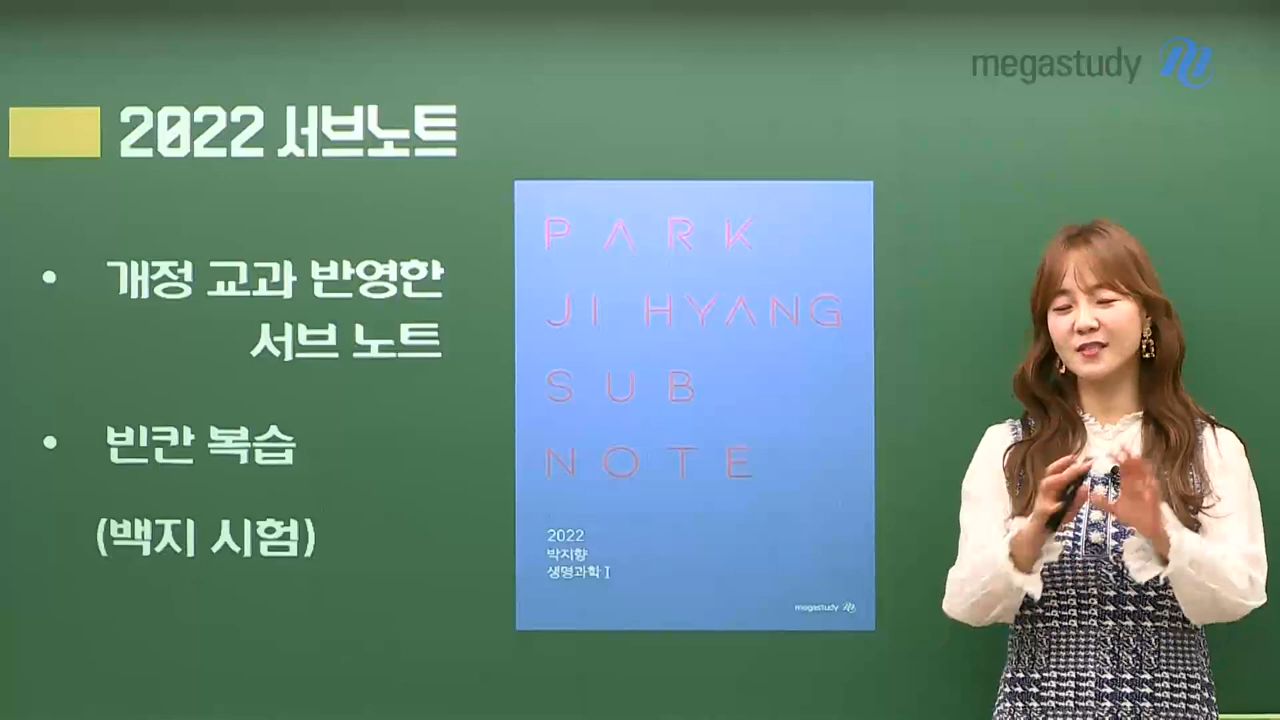 megastudy
2022 서브노트
• 개정 교과 반영한
서브 노트
• 빈칸 복습
(백지 시험)
PARK
JI HYANG
SUB
NOTE
2022
박지향
생명과학 I
megastudy